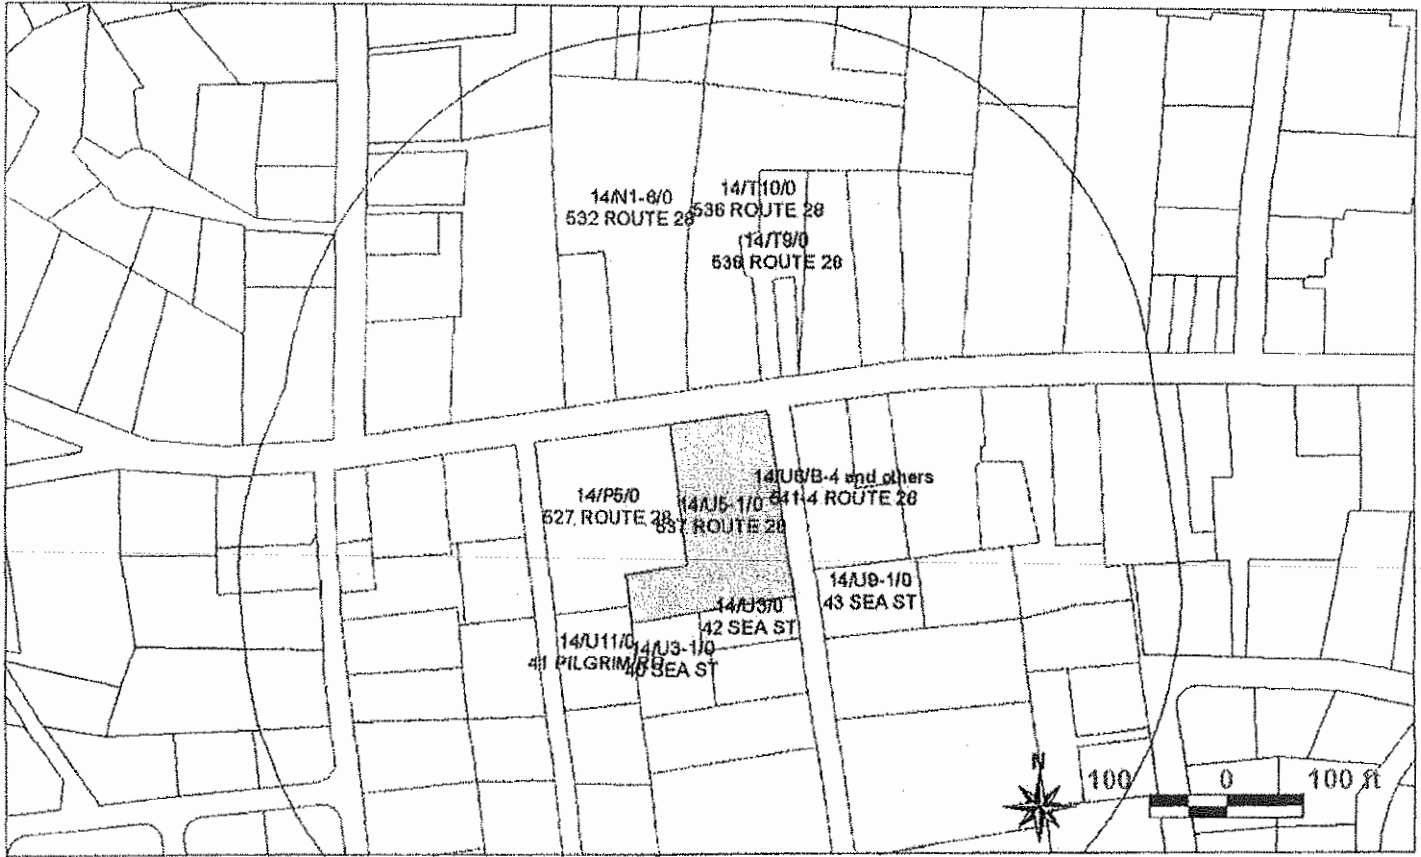 14/N1-6/0
532 ROUTE 28
14/T10/0
536 ROUTE 28
14/T9/0
538 ROUTE 28
14/P5/0
527 ROUTE 28
14/U5-1/0
537 ROUTE 28
14/U6/B-4 and others
541-4 ROUTE 28
14/U9-1/0
43 SEA ST
14/U3/0
42 SEA ST
14/U11/0
41 PILGRIM RD
14/U3-1/0
40 SEA ST
N
100 0 100 ft